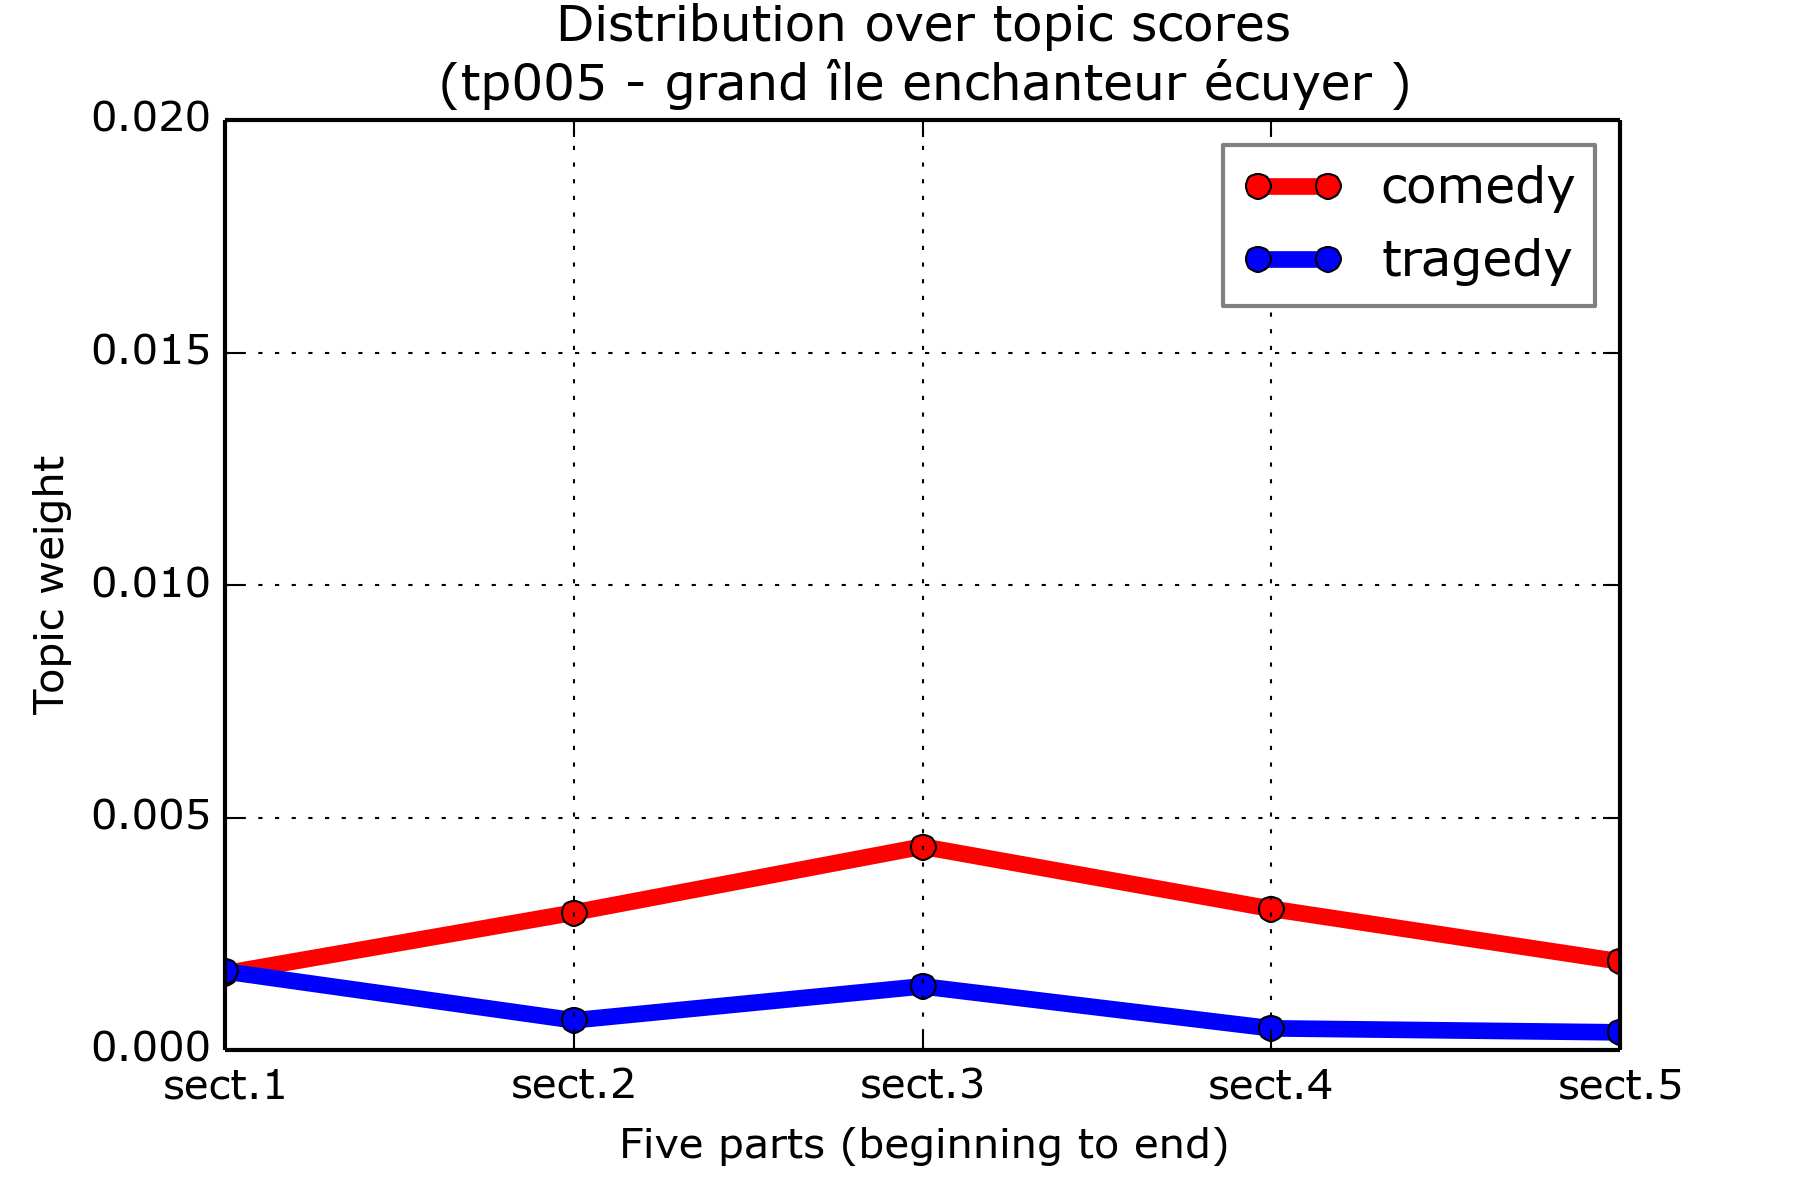 Distribution over topic scores
(tp005 - grand île enchanteur écuyer )
0.020
comedy
tragedy
0.015
0.010
0.005
0.000
Topic weight
sect.1 sect.2 sect.3 sect.4 sect.5
Five parts (beginning to end)